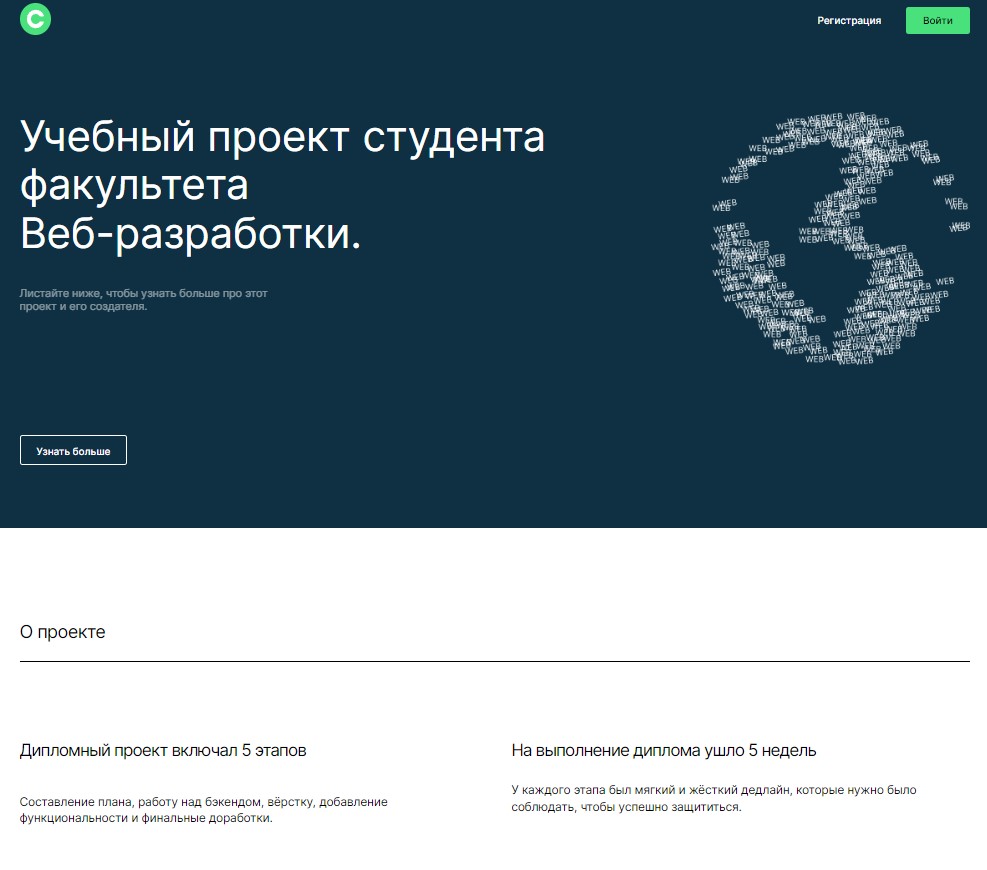 Регистрация
Войти
Учебный проект студента
факультета
Веб-разработки.
Листайте ниже, чтобы узнать больше про этот
проект и его создателя.
WEB
Узнать больше
О проекте
Дипломный проект включал 5 этапов
На выполнение диплома ушло 5 недель
Составление плана, работу над бэкендом, вёрстку, добавление
функциональности и финальные доработки.
У каждого этапа был мягкий и жёсткий дедлайн, которые нужно было
соблюдать, чтобы успешно защититься.